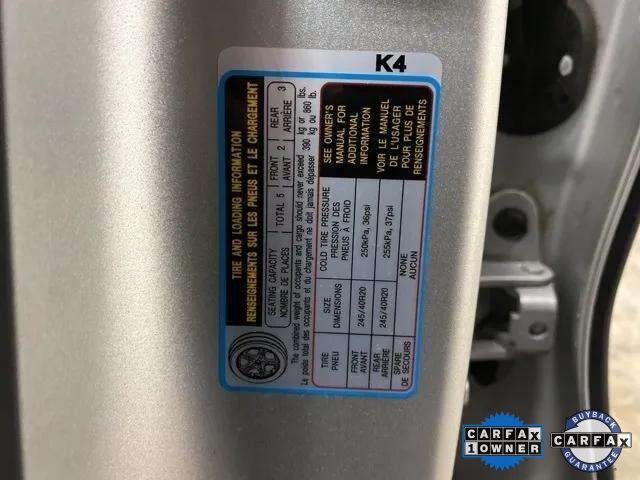 K4
TIRE AND LOADING INFORMATION
RENSEIGNEMENTS SUR LES PNEUS ET LE CHARGEMENT
SEATING CAPACITY
NOMBRE DE PLACES
TOTAL 5
FRONT
AVANT 2
REAR
ARRIÈRE 3
The combined weight of occupants and cargo should never exceed 390 kg or 860 lbs.
Le poids total des occupants et du chargement ne doit jamais dépasser 390 kg ou 860 lb.
TIRE
PNEU
SIZE
DIMENSIONS
COLD TIRE PRESSURE
PRESSION DES
PNEUS À FROID
FRONT
AVANT
245/40R20
250kPa, 36psi
REAR
ARRIÈRE
245/40R20
255kPa, 37psi
SPARE
DE SECOURS
NONE
AUCUN
SEE OWNER'S
MANUAL FOR
ADDITIONAL
INFORMATION
VOIR LE MANUEL
DE L'USAGER
POUR PLUS DE
RENSEIGNEMENTS
CARFAX
1 OWNER
BUYBACK
CARFAX
GUARANTEE